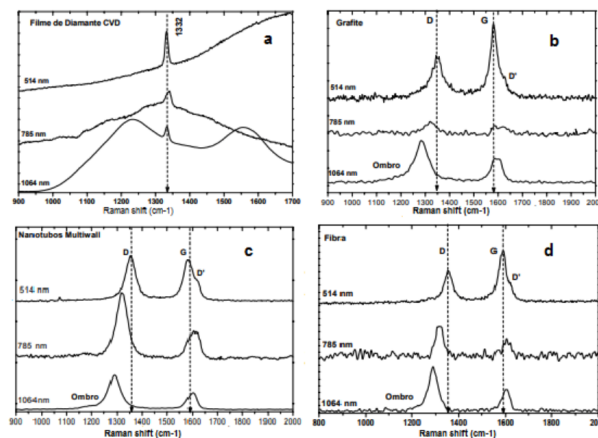 Filme de Diamante CVD
1332
a
514 nm
785 nm
1064 nm
900 1000 1100 1200 1300 1400 1500 1600 1700
Raman shift (cm-1)
Grafite
D
G
b
514 nm
D'
785 nm
Ombro
1064 nm
900 1000 1100 1200 1300 1400 1500 1600 1700 1800 1900 2000
Raman shift (cm-1)
Nanotubos Multiwall
D
G
c
D'
514 nm
785 nm
Ombro
1064nm
900 1000 1100 1200 1300 1400 1500 1600 1700 1800 1900 2000
Raman shift (cm-1)
Fibra
D
G
d
D'
514 nm
785 nm
Ombro
1064 nm
800 1000 1200 1400 1600 1800 2000
Raman shift (cm-1)